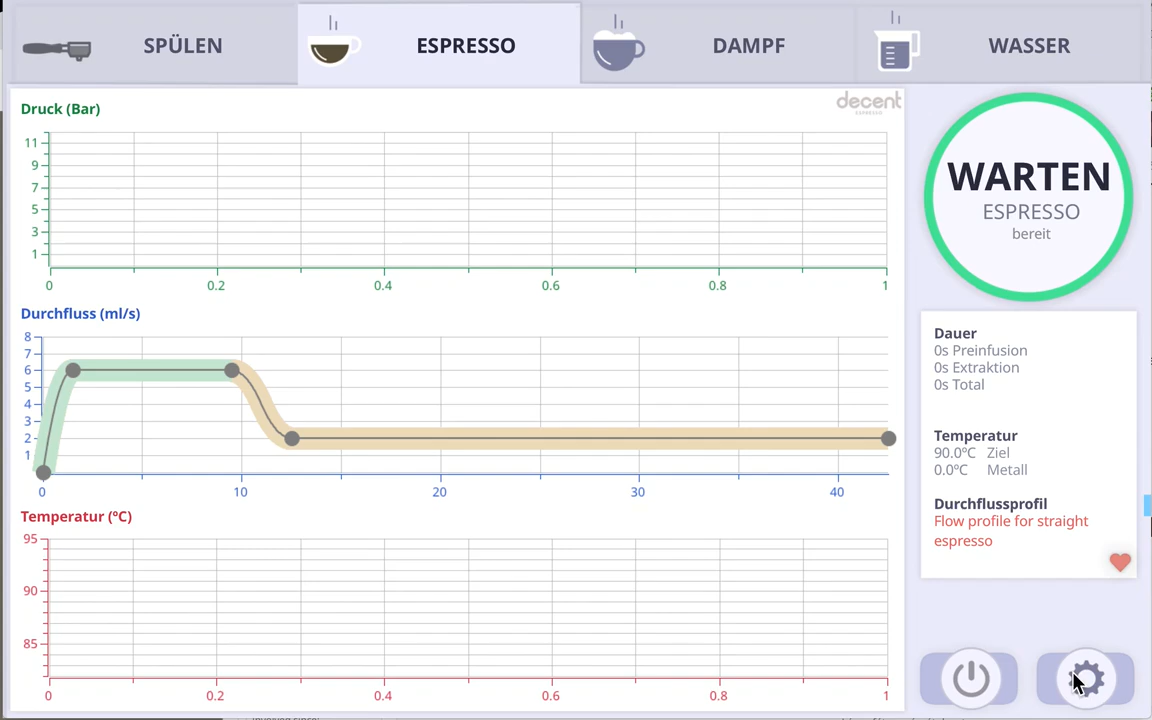 SPÜLEN
ESPRESSO
DAMPF
WASSER
Druck (Bar)
decent
ESPRESSO
11
9
7
5
3
1
0
0.2
0.4
0.6
0.8
1
Durchfluss (ml/s)
8
7
6
5
4
3
2
1
0
10
20
30
40
Temperatur (°C)
95
90
85
0
0.2
0.4
0.6
0.8
1
WARTEN
ESPRESSO
bereit
Dauer
0s Preinfusion
0s Extraktion
0s Total
Temperatur
90.0°C Ziel
0.0°C Metall
Durchflussprofil
Flow profile for straight
espresso